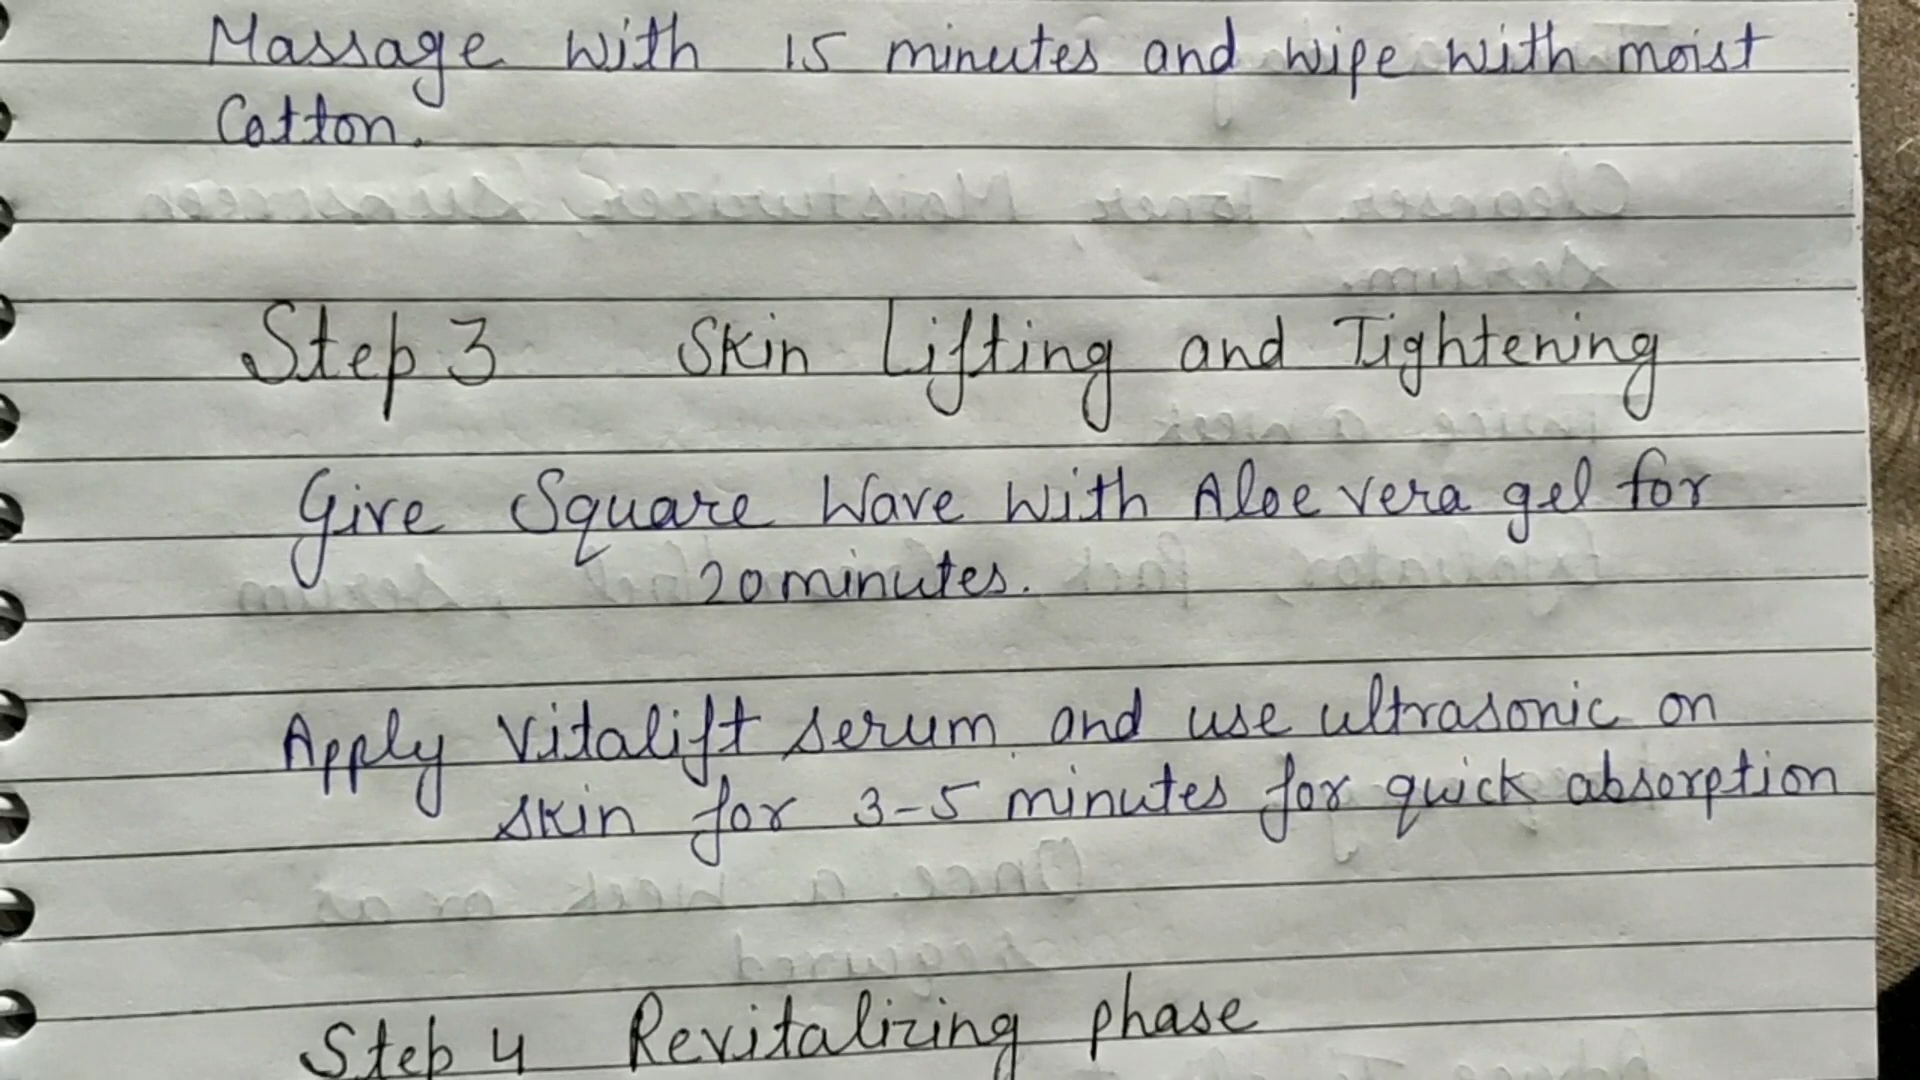 Massage with 15 minutes and wipe with moist
Cotton.
Step 3 Skin Lifting and Tightening
Give Square Wave With Aloe vera gel for
20 minutes.
Apply Vitalift serum and use ultrasonic on
skin for 3-5 minutes for quick absorption
Step 4 Revitalizing phase